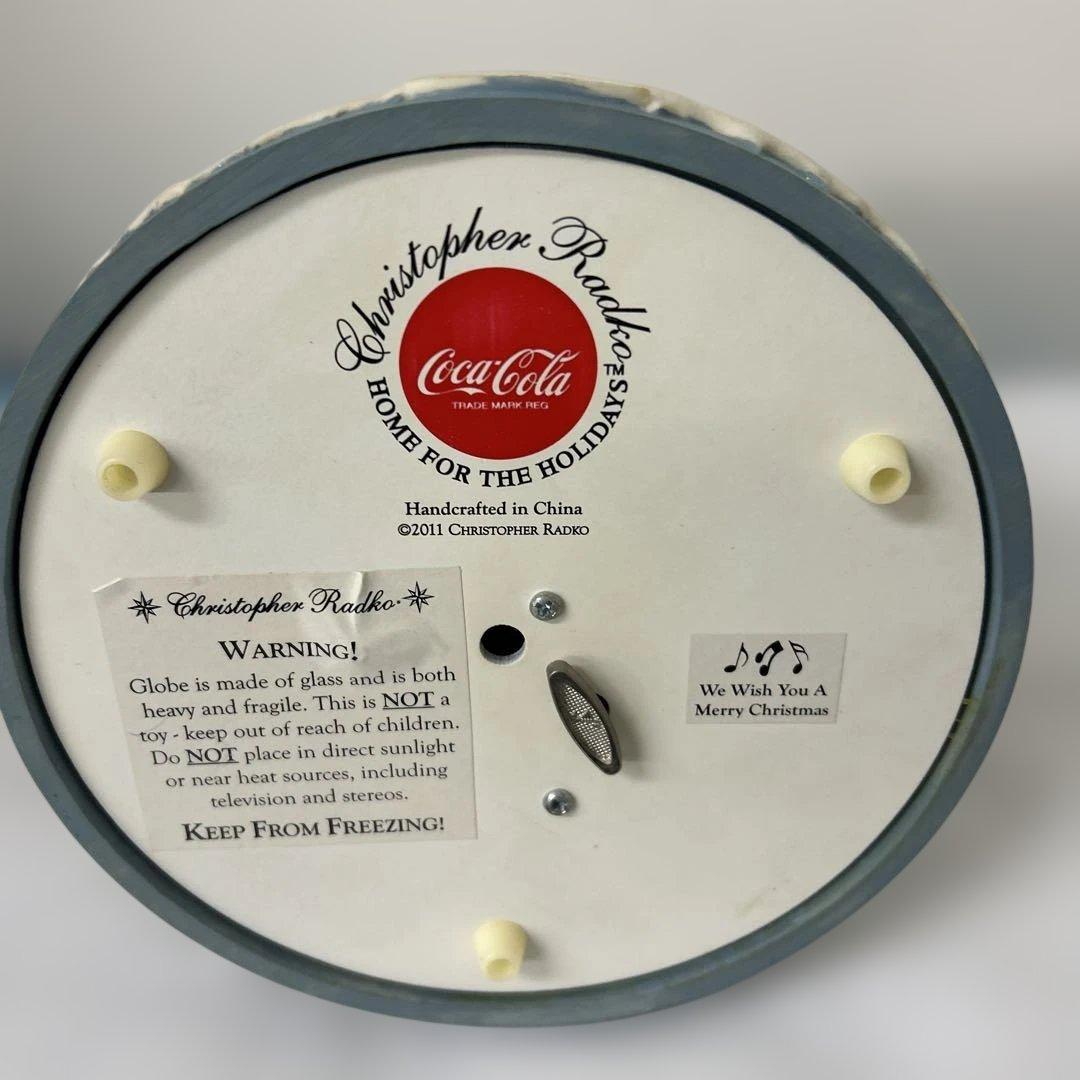 Christopher Radko™
Coca-Cola
TRADE MARK REG
HOME FOR THE HOLIDAYS
Handcrafted in China
©2011 CHRISTOPHER RADKO
Christopher Radko
WARNING!
Globe is made of glass and is both
heavy and fragile. This is NOT a
toy - keep out of reach of children.
Do NOT place in direct sunlight
or near heat sources, including
television and stereos.
KEEP FROM FREEZING!
We Wish You A
Merry Christmas